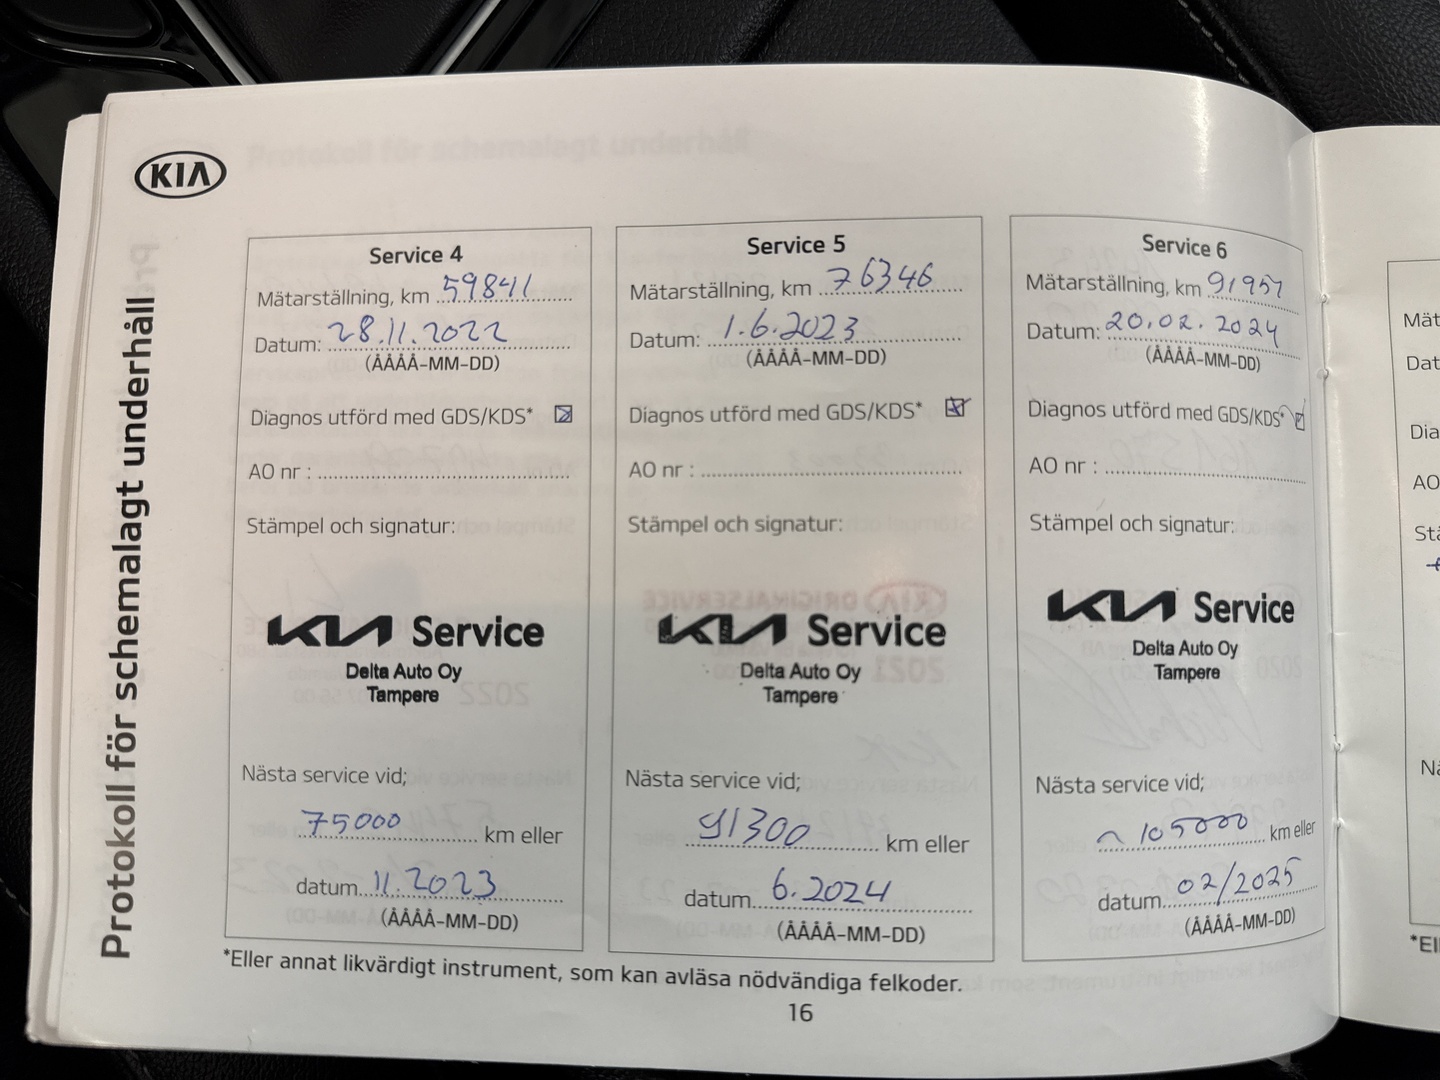 KIA
Protokoll för schemalagt underhåll
Service 4
Mätarställning, km 59841
Datum: 28.11.2022
(ÅÅÅÅ-MM-DD)
Diagnos utförd med GDS/KDS*
AO nr :
Stämpel och signatur:
KIA Service
Delta Auto Oy
Tampere
Nästa service vid;
75000 km eller
datum 11.2023
(ÅÅÅÅ-MM-DD)
Service 5
Mätarställning, km 76346
Datum: 1.6.2023
(ÅÅÅÅ-MM-DD)
Diagnos utförd med GDS/KDS*
AO nr :
Stämpel och signatur:
KIA Service
Delta Auto Oy
Tampere
Nästa service vid;
91300 km eller
datum 6.2024
(ÅÅÅÅ-MM-DD)
Service 6
Mätarställning, km 91957
Datum: 20.02.2024
(ÅÅÅÅ-MM-DD)
Diagnos utförd med GDS/KDS*
AO nr :
Stämpel och signatur:
KIA Service
Delta Auto Oy
Tampere
Nästa service vid;
~ 105000 km eller
datum 02/2025
(ÅÅÅÅ-MM-DD)
*Eller annat likvärdigt instrument, som kan avläsa nödvändiga felkoder.
16